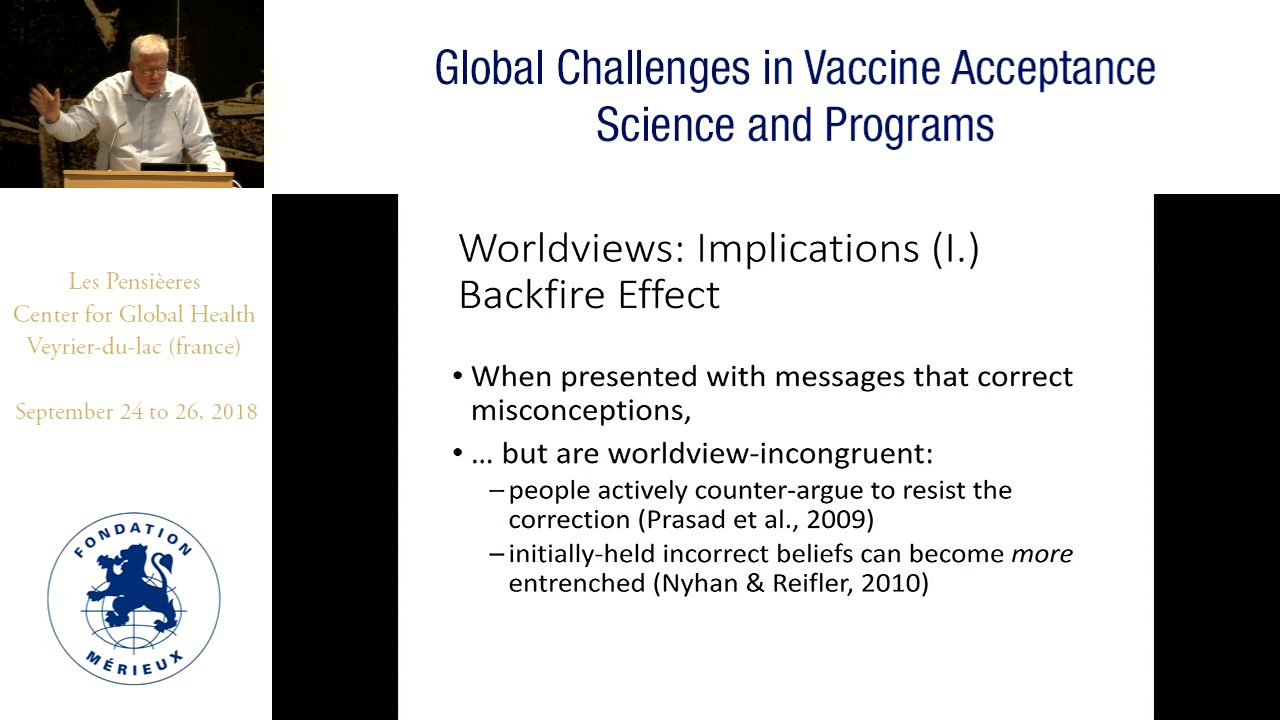 Global Challenges in Vaccine Acceptance
Science and Programs
Les Pensièeres
Center for Global Health
Veyrier-du-lac (france)
September 24 to 26, 2018
FONDATION
MÉRIEUX
Worldviews: Implications (I.)
Backfire Effect
• When presented with messages that correct
misconceptions,
• … but are worldview-incongruent:
– people actively counter-argue to resist the
correction (Prasad et al., 2009)
– initially-held incorrect beliefs can become more
entrenched (Nyhan & Reifler, 2010)